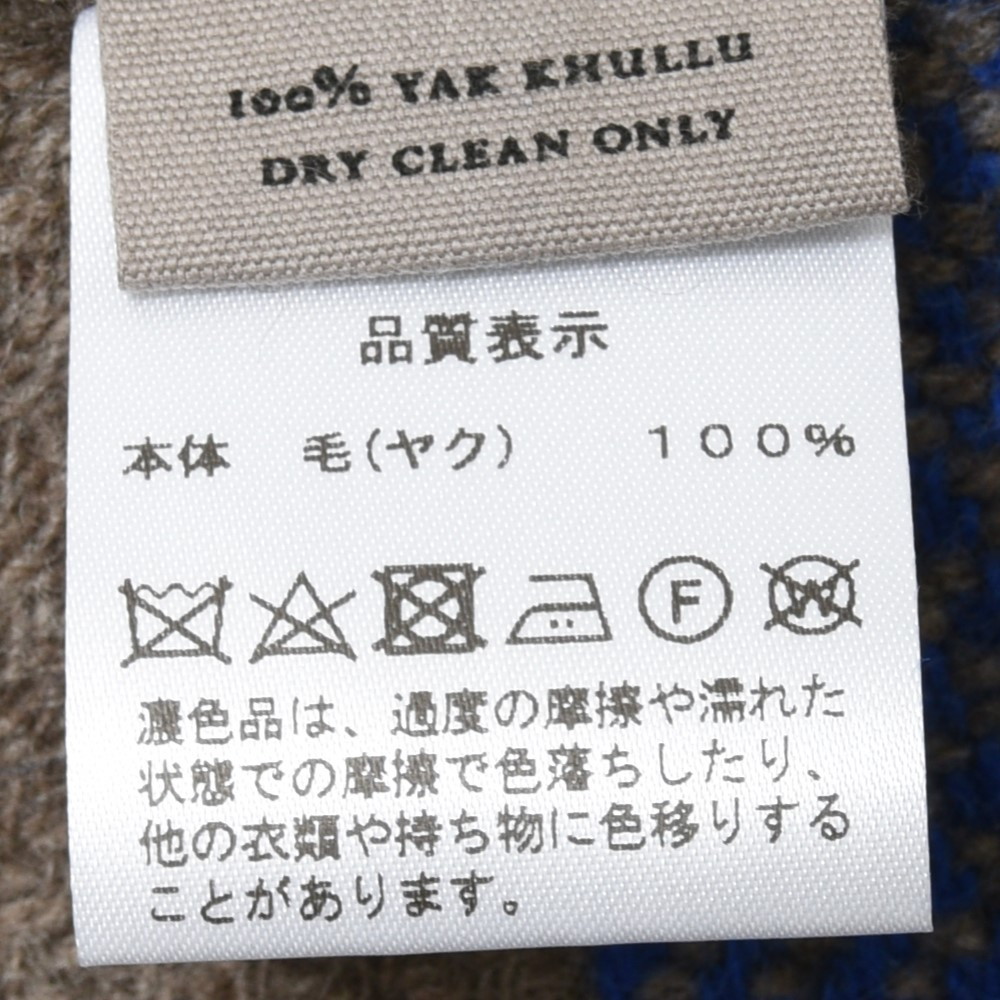 100% YAK KHULLU
DRY CLEAN ONLY
品質表示
本体　毛(ヤク)　　１００％
F W
濃色品は、過度の摩擦や濡れた
状態での摩擦で色落ちしたり、
他の衣類や持ち物に色移りする
ことがあります。